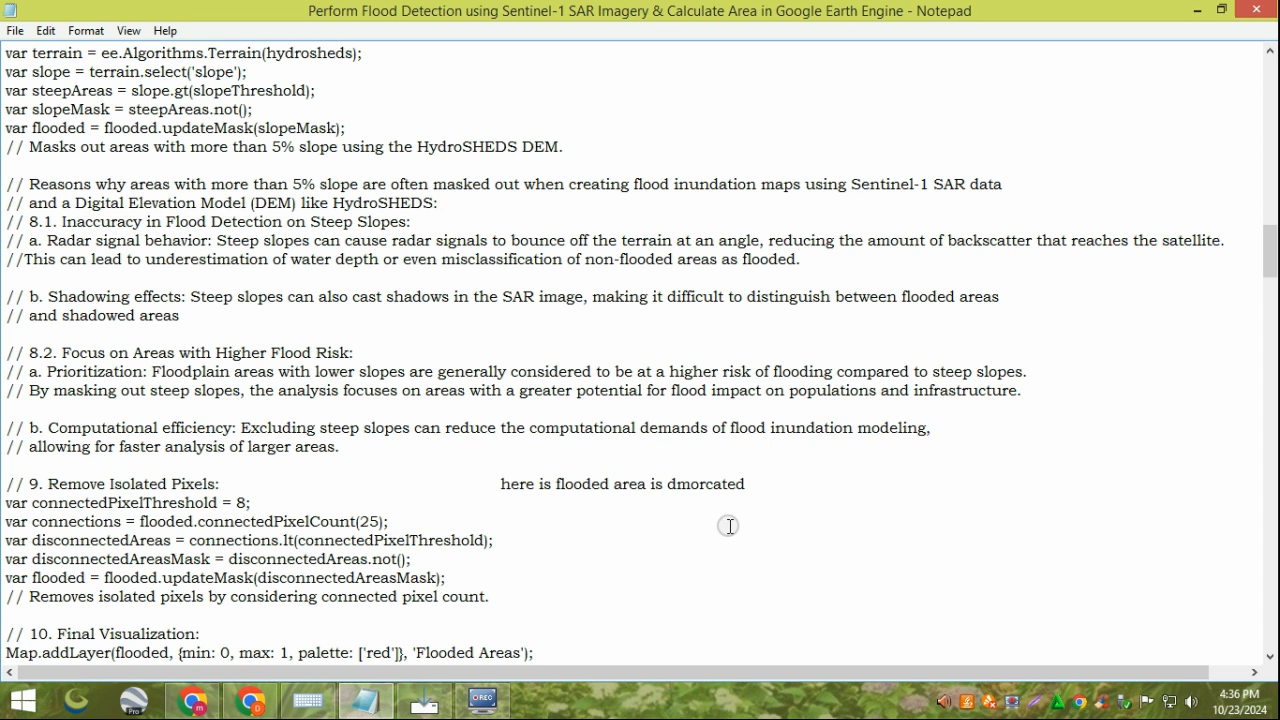 Perform Flood Detection using Sentinel-1 SAR Imagery & Calculate Area in Google Earth Engine - Notepad
File Edit Format View Help
var terrain = ee.Algorithms.Terrain(hydrosheds);
var slope = terrain.select('slope');
var steepAreas = slope.gt(slopeThreshold);
var slopeMask = steepAreas.not();
var flooded = flooded.updateMask(slopeMask);
// Masks out areas with more than 5% slope using the HydroSHEDS DEM.
// Reasons why areas with more than 5% slope are often masked out when creating flood inundation maps using Sentinel-1 SAR data
// and a Digital Elevation Model (DEM) like HydroSHEDS:
// 8.1. Inaccuracy in Flood Detection on Steep Slopes:
// a. Radar signal behavior: Steep slopes can cause radar signals to bounce off the terrain at an angle, reducing the amount of backscatter that reaches the satellite.
//This can lead to underestimation of water depth or even misclassification of non-flooded areas as flooded.
// b. Shadowing effects: Steep slopes can also cast shadows in the SAR image, making it difficult to distinguish between flooded areas
// and shadowed areas
// 8.2. Focus on Areas with Higher Flood Risk:
// a. Prioritization: Floodplain areas with lower slopes are generally considered to be at a higher risk of flooding compared to steep slopes.
// By masking out steep slopes, the analysis focuses on areas with a greater potential for flood impact on populations and infrastructure.
// b. Computational efficiency: Excluding steep slopes can reduce the computational demands of flood inundation modeling,
// allowing for faster analysis of larger areas.
// 9. Remove Isolated Pixels: here is flooded area is dmorcated
var connectedPixelThreshold = 8;
var connections = flooded.connectedPixelCount(25);
var disconnectedAreas = connections.lt(connectedPixelThreshold);
var disconnectedAreasMask = disconnectedAreas.not();
var flooded = flooded.updateMask(disconnectedAreasMask);
// Removes isolated pixels by considering connected pixel count.
// 10. Final Visualization:
Map.addLayer(flooded, {min: 0, max: 1, palette: ['red']}, 'Flooded Areas');
Pro
m
D
REC
4:36 PM
10/23/2024